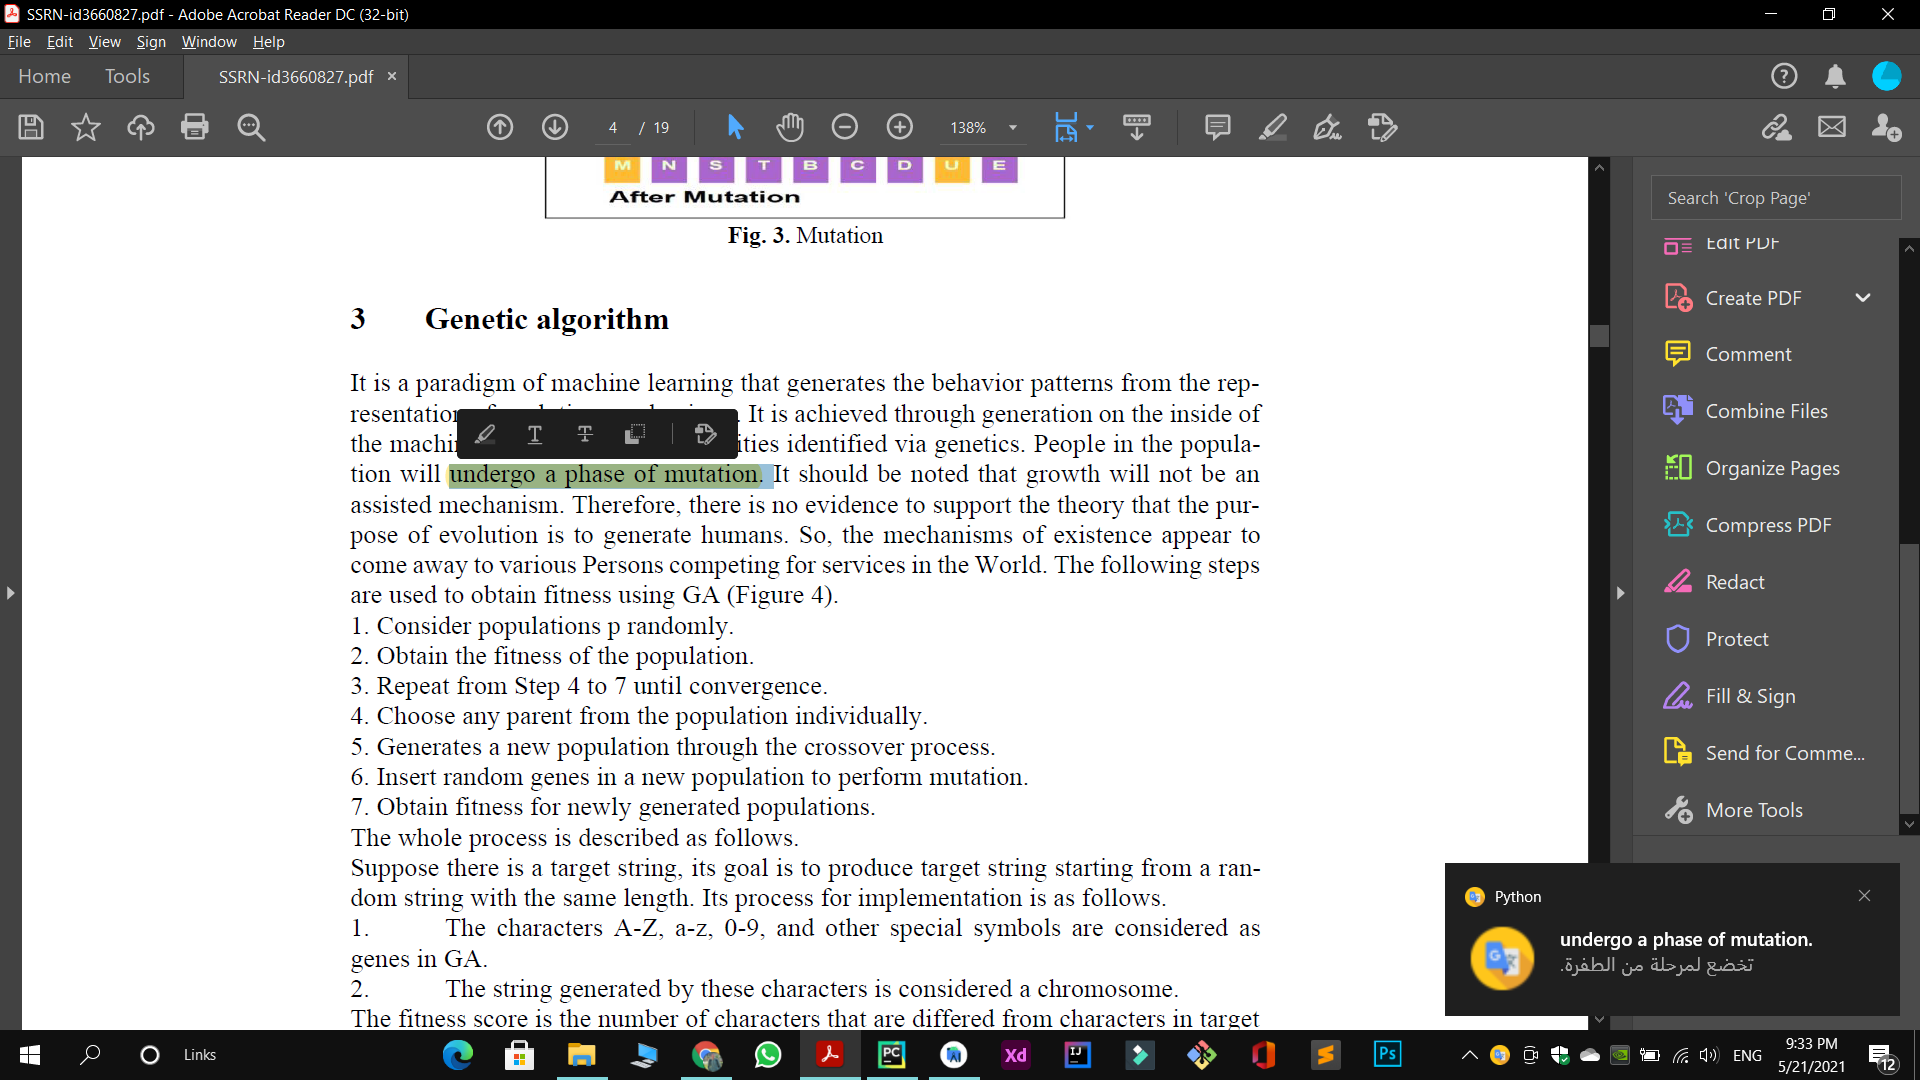 SSRN-id3660827.pdf - Adobe Acrobat Reader DC (32-bit)
File Edit View Sign Window Help
Home Tools SSRN-id3660827.pdf ×
4 / 19 138%
M N S T B C D U E
After Mutation
Fig. 3. Mutation
3 Genetic algorithm
It is a paradigm of machine learning that generates the behavior patterns from the rep-
resentation . It is achieved through generation on the inside of
the machin ities identified via genetics. People in the popula-
tion will undergo a phase of mutation. It should be noted that growth will not be an
assisted mechanism. Therefore, there is no evidence to support the theory that the pur-
pose of evolution is to generate humans. So, the mechanisms of existence appear to
come away to various Persons competing for services in the World. The following steps
are used to obtain fitness using GA (Figure 4).
1. Consider populations p randomly.
2. Obtain the fitness of the population.
3. Repeat from Step 4 to 7 until convergence.
4. Choose any parent from the population individually.
5. Generates a new population through the crossover process.
6. Insert random genes in a new population to perform mutation.
7. Obtain fitness for newly generated populations.
The whole process is described as follows.
Suppose there is a target string, its goal is to produce target string starting from a ran-
dom string with the same length. Its process for implementation is as follows.
1. The characters A-Z, a-z, 0-9, and other special symbols are considered as
genes in GA.
2. The string generated by these characters is considered a chromosome.
The fitness score is the number of characters that are differed from characters in target
Search 'Crop Page'
Edit PDF
Create PDF
Comment
Combine Files
Organize Pages
Compress PDF
Redact
Protect
Fill & Sign
Send for Comme...
More Tools
Python
undergo a phase of mutation.
تخضع لمرحلة من الطفرة.
Links
PC
Xd
IJ
Ps
ENG
9:33 PM
5/21/2021
12